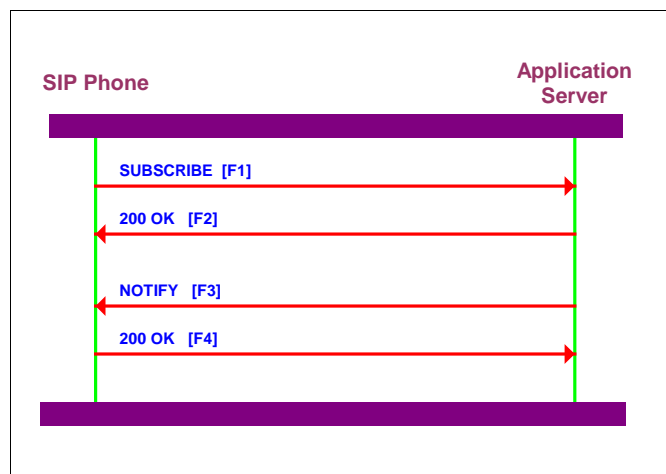 SIP Phone
Application
Server
SUBSCRIBE [F1]
200 OK [F2]
NOTIFY [F3]
200 OK [F4]